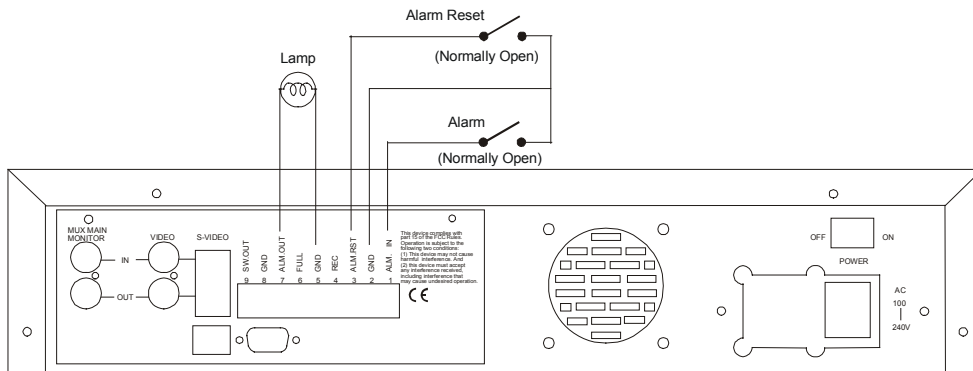 Alarm Reset
(Normally Open)
Lamp
Alarm
(Normally Open)
MUX MAIN
MONITOR
VIDEO
S-VIDEO
IN
OUT
SW.OUT
GND
ALM.OUT
FULL
GND
REC
ALM.RST
GND
ALM. IN
9 8 7 6 5 4 3 2 1
This device complies with
part 15 of the FCC Rules.
Operation is subject to the
following two conditions:
(1) This device may not cause
harmful interference. And
(2) this device must accept
any interference received,
including interference that
may cause undesired operation.
CE
OFF
ON
POWER
AC
100
240V